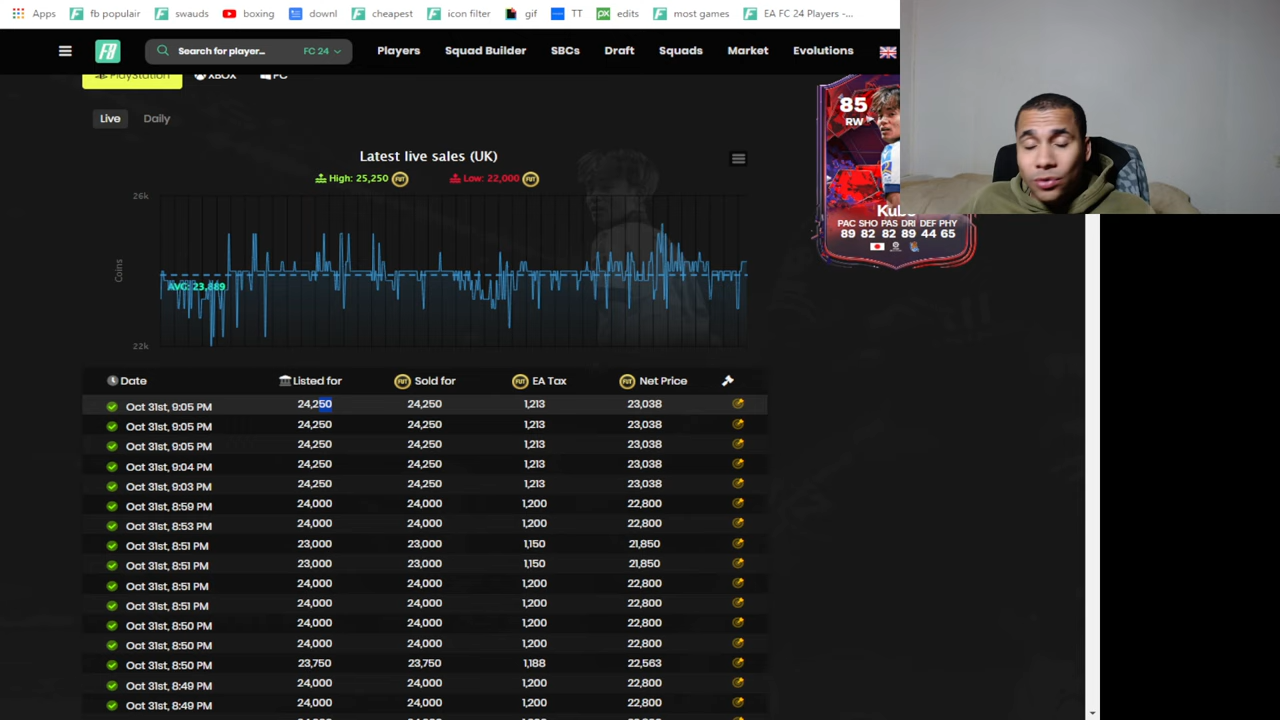 Apps fb populair swauds boxing downl cheapest icon filter gif TT edits most games EA FC 24 Players -...
FB Search for player... FC 24 Players Squad Builder SBCs Draft Squads Market Evolutions
PlayStation XBOX PC
Live Daily
Latest live sales (UK)
High: 25,250 FUT Low: 22,000 FUT
26k
Coins
AVG: 23,889
22k
85
RW
PAC SHO PAS DRI DEF PHY
89 82 82 89 44 65
Date Listed for Sold for EA Tax Net Price
Oct 31st, 9:05 PM 24,250 24,250 1,213 23,038
Oct 31st, 9:05 PM 24,250 24,250 1,213 23,038
Oct 31st, 9:05 PM 24,250 24,250 1,213 23,038
Oct 31st, 9:04 PM 24,250 24,250 1,213 23,038
Oct 31st, 9:03 PM 24,250 24,250 1,213 23,038
Oct 31st, 8:59 PM 24,000 24,000 1,200 22,800
Oct 31st, 8:53 PM 24,000 24,000 1,200 22,800
Oct 31st, 8:51 PM 23,000 23,000 1,150 21,850
Oct 31st, 8:51 PM 23,000 23,000 1,150 21,850
Oct 31st, 8:51 PM 24,000 24,000 1,200 22,800
Oct 31st, 8:51 PM 24,000 24,000 1,200 22,800
Oct 31st, 8:50 PM 24,000 24,000 1,200 22,800
Oct 31st, 8:50 PM 24,000 24,000 1,200 22,800
Oct 31st, 8:50 PM 23,750 23,750 1,188 22,563
Oct 31st, 8:49 PM 24,000 24,000 1,200 22,800
Oct 31st, 8:49 PM 24,000 24,000 1,200 22,800